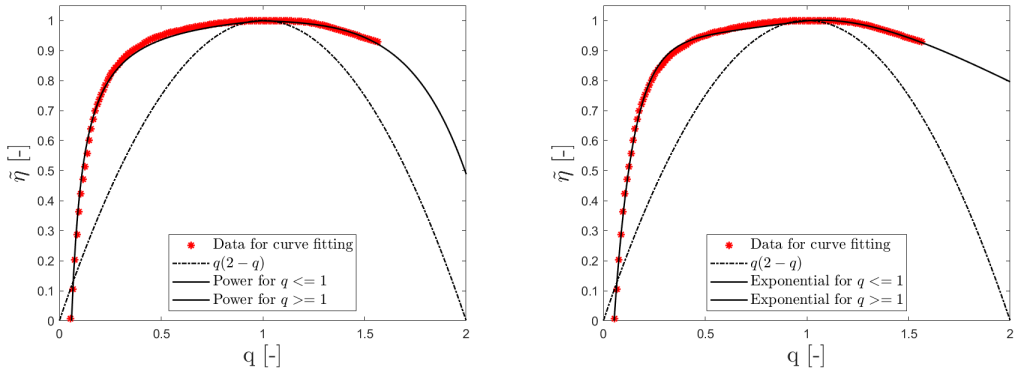 1
0.9
0.8
0.7
0.6
0.5
0.4
0.3
0.2
0.1
0
η̃ [-]
Data for curve fitting
q(2 − q)
Power for q <= 1
Power for q >= 1
0 0.5 1 1.5 2
q [-]
1
0.9
0.8
0.7
0.6
0.5
0.4
0.3
0.2
0.1
0
η̃ [-]
Data for curve fitting
q(2 − q)
Exponential for q <= 1
Exponential for q >= 1
0 0.5 1 1.5 2
q [-]